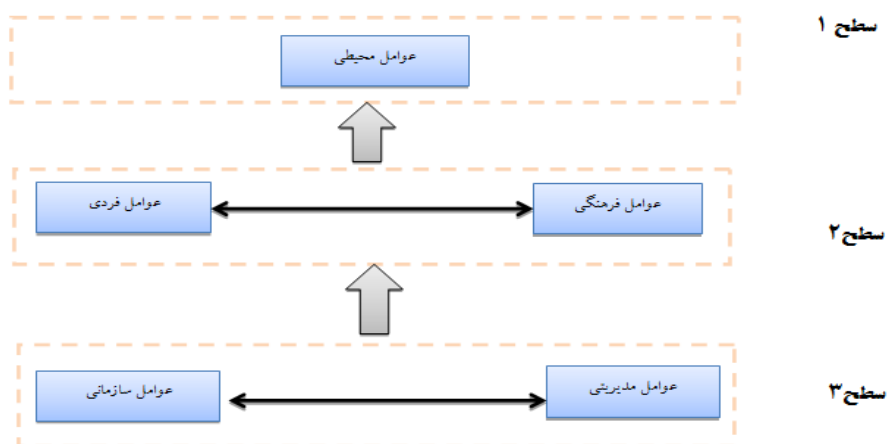 سطح ۱
عوامل محیطی
سطح۲
عوامل فرهنگی
عوامل فردی
سطح۳
عوامل مدیریتی
عوامل سازمانی